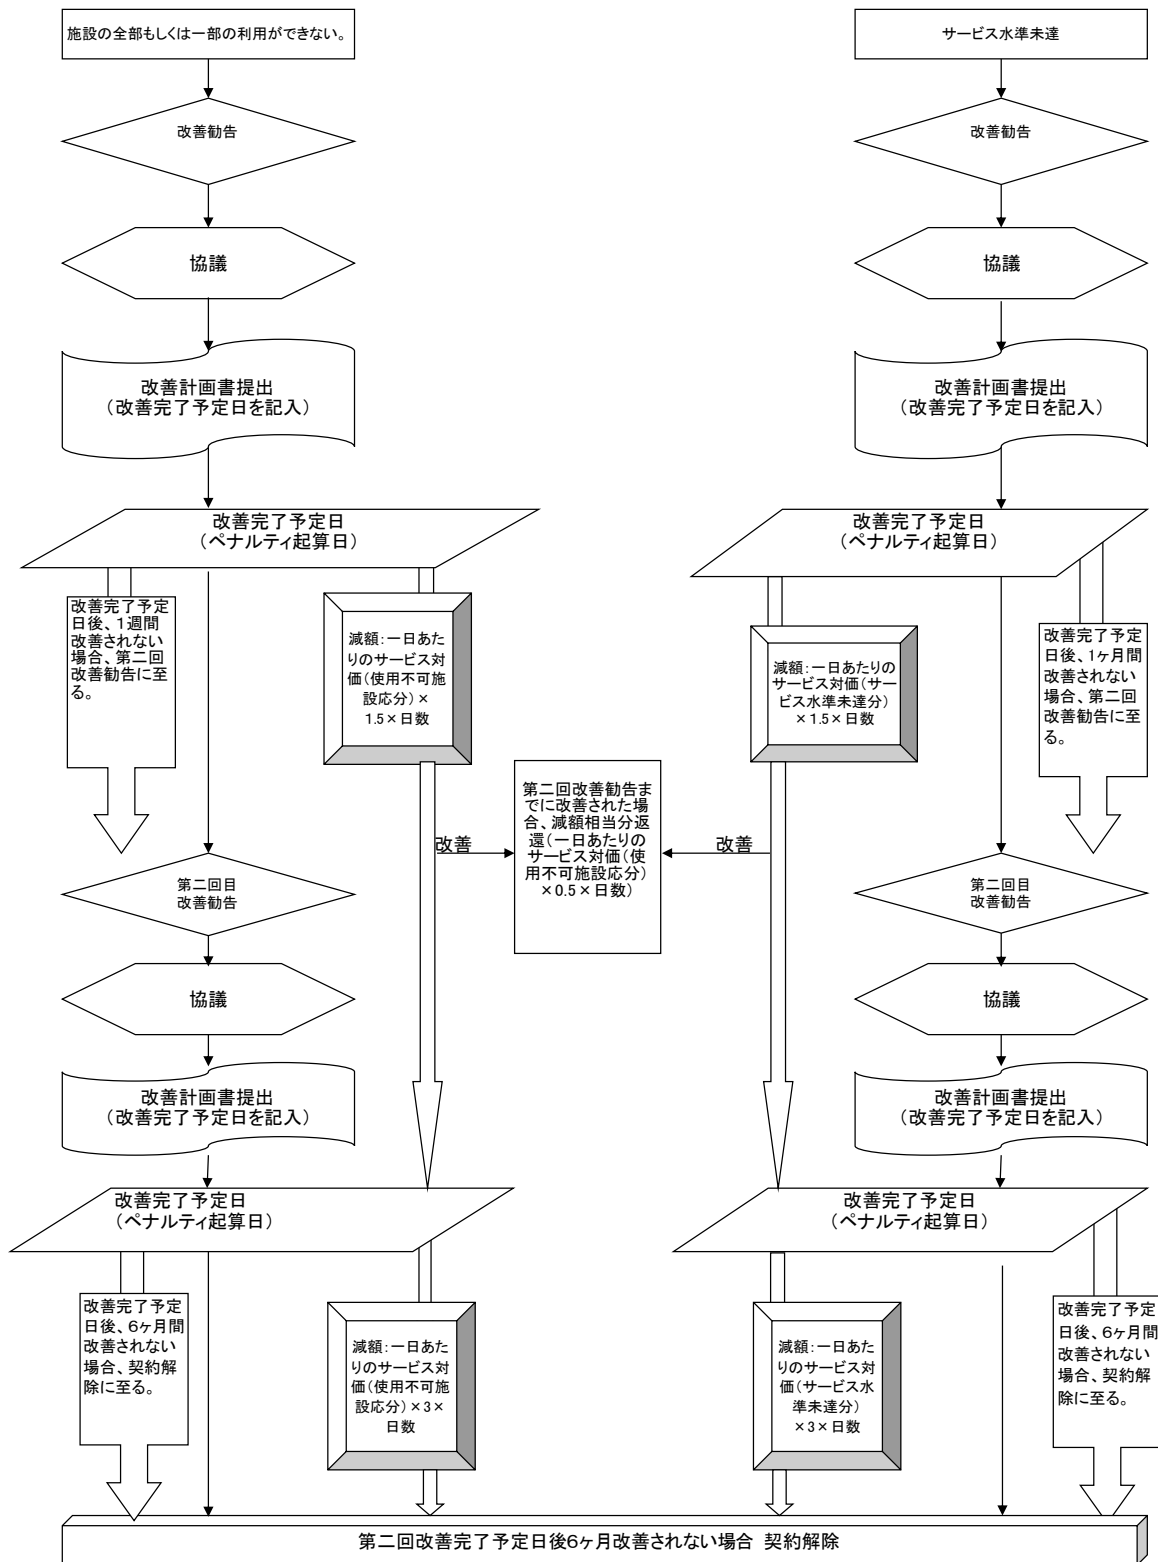 施設の全部もしくは一部の利用ができない。
サービス水準未達
改善勧告
改善勧告
協議
協議
改善計画書提出
（改善完了予定日を記入）
改善計画書提出
（改善完了予定日を記入）
改善完了予定日
（ペナルティ起算日）
改善完了予定日
（ペナルティ起算日）
改善完了予定
日後、１週間
改善されない
場合、第二回
改善勧告に至
る。
減額：一日あた
りのサービス対
価（使用不可施
設応分）×
1.5×日数
減額：一日あたりの
サービス対価（サー
ビス水準未達分）
×1.5×日数
改善完了予定
日後、1ヶ月間
改善されない
場合、第二回
改善勧告に至
る。
第二回改善勧告ま
でに改善された場
合、減額相当分返
還（一日あたりの
サービス対価（使
用不可施設応分）
×0.5×日数）
改善
改善
第二回目
改善勧告
第二回目
改善勧告
協議
協議
改善計画書提出
（改善完了予定日を記入）
改善計画書提出
（改善完了予定日を記入）
改善完了予定日
（ペナルティ起算日）
改善完了予定日
（ペナルティ起算日）
改善完了予定
日後、6ヶ月間
改善されない
場合、契約解
除に至る。
減額：一日あた
りのサービス対
価（使用不可施
設応分）×3×
日数
減額：一日あた
りのサービス対
価（サービス水
準未達分）
×3×日数
改善完了予定
日後、6ヶ月間
改善されない
場合、契約解
除に至る。
第二回改善完了予定日後6ヶ月改善されない場合 契約解除